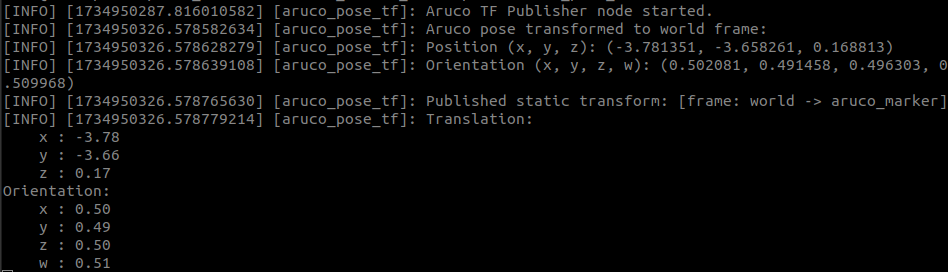 [INFO] [1734950287.816010582] [aruco_pose_tf]: Aruco TF Publisher node started.
[INFO] [1734950326.578582634] [aruco_pose_tf]: Aruco pose transformed to world frame:
[INFO] [1734950326.578628279] [aruco_pose_tf]: Position (x, y, z): (-3.781351, -3.658261, 0.168813)
[INFO] [1734950326.578639108] [aruco_pose_tf]: Orientation (x, y, z, w): (0.502081, 0.491458, 0.496303, 0
.509968)
[INFO] [1734950326.578765630] [aruco_pose_tf]: Published static transform: [frame: world -> aruco_marker]
[INFO] [1734950326.578779214] [aruco_pose_tf]: Translation:
    x : -3.78
    y : -3.66
    z : 0.17
Orientation:
    x : 0.50
    y : 0.49
    z : 0.50
    w : 0.51